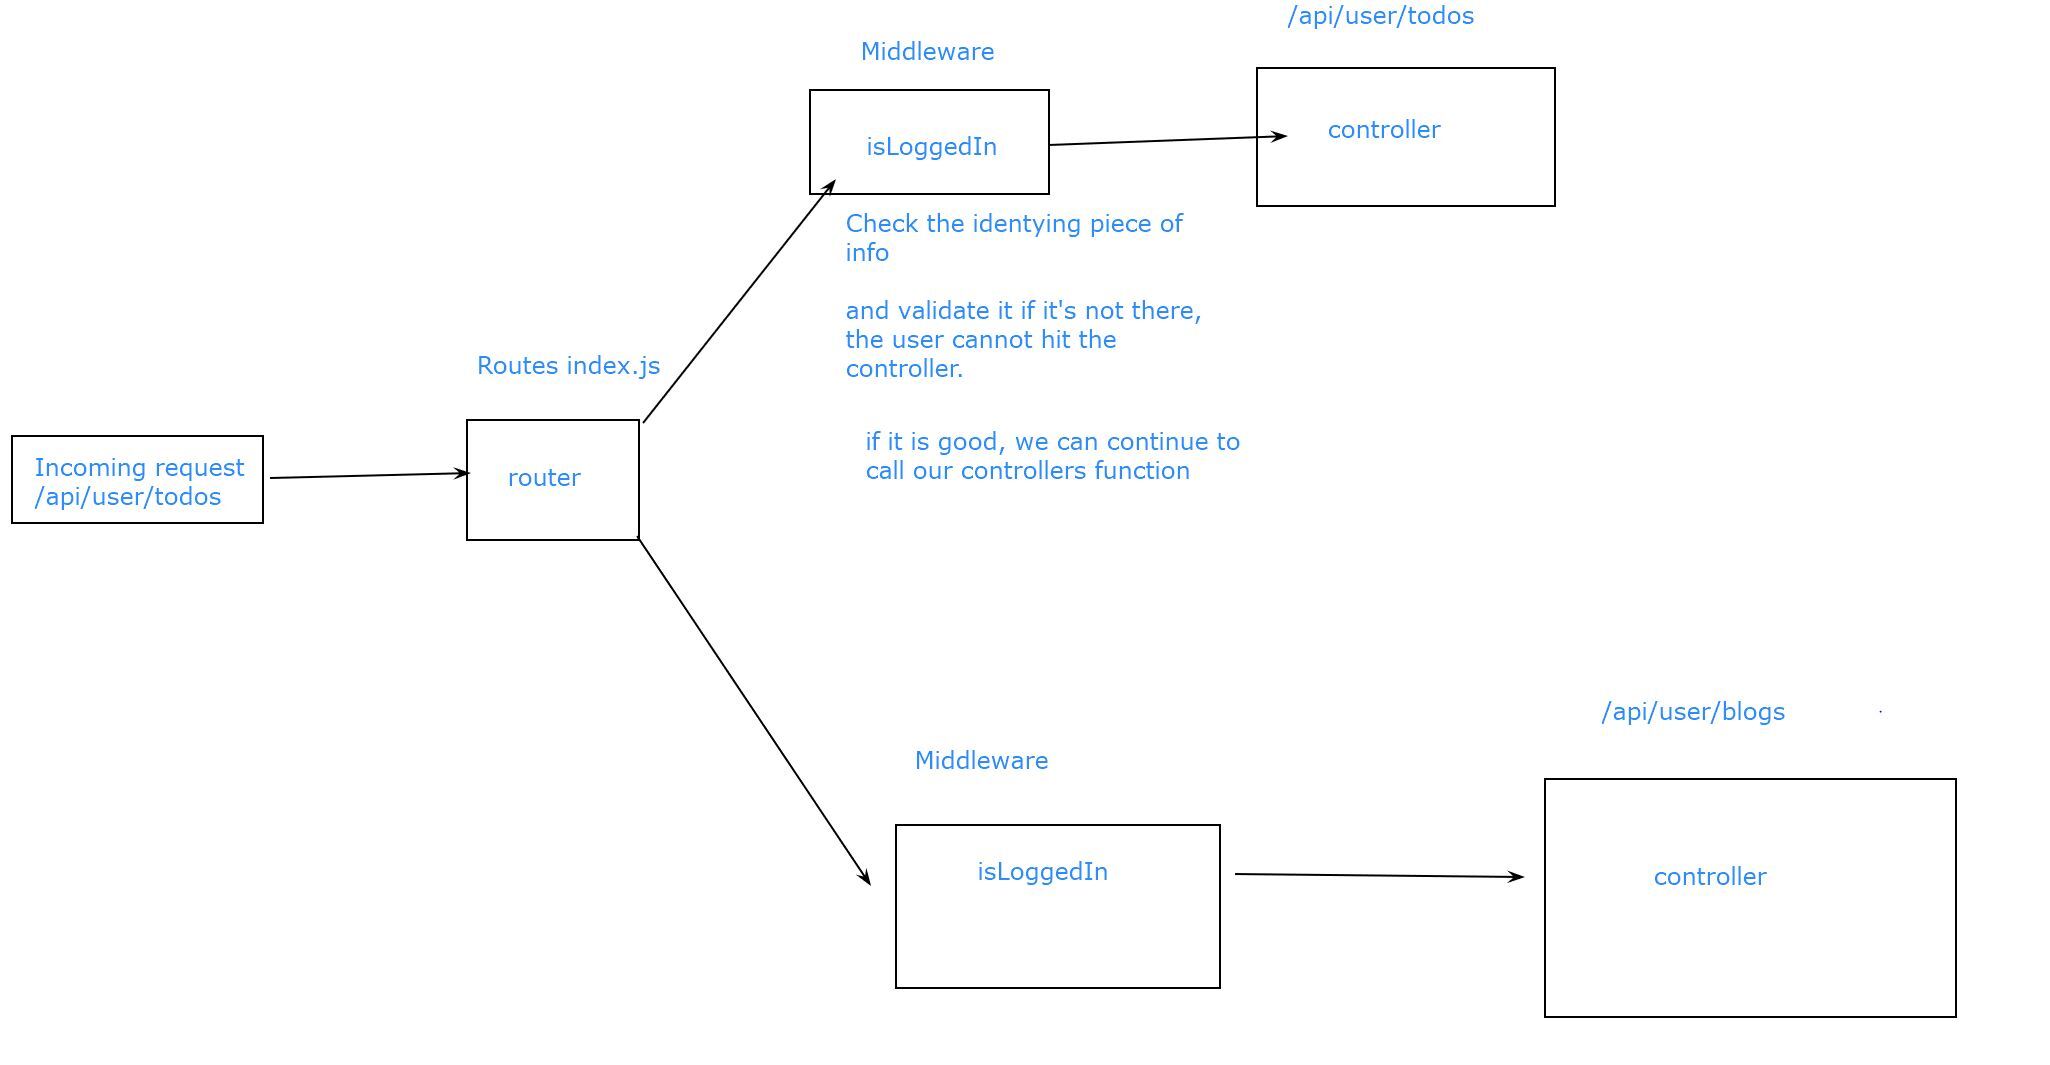 /api/user/todos
Middleware
isLoggedIn
controller
Check the identying piece of
info
and validate it if it's not there,
the user cannot hit the
controller.
if it is good, we can continue to
call our controllers function
Routes index.js
Incoming request
/api/user/todos
router
/api/user/blogs
Middleware
isLoggedIn
controller